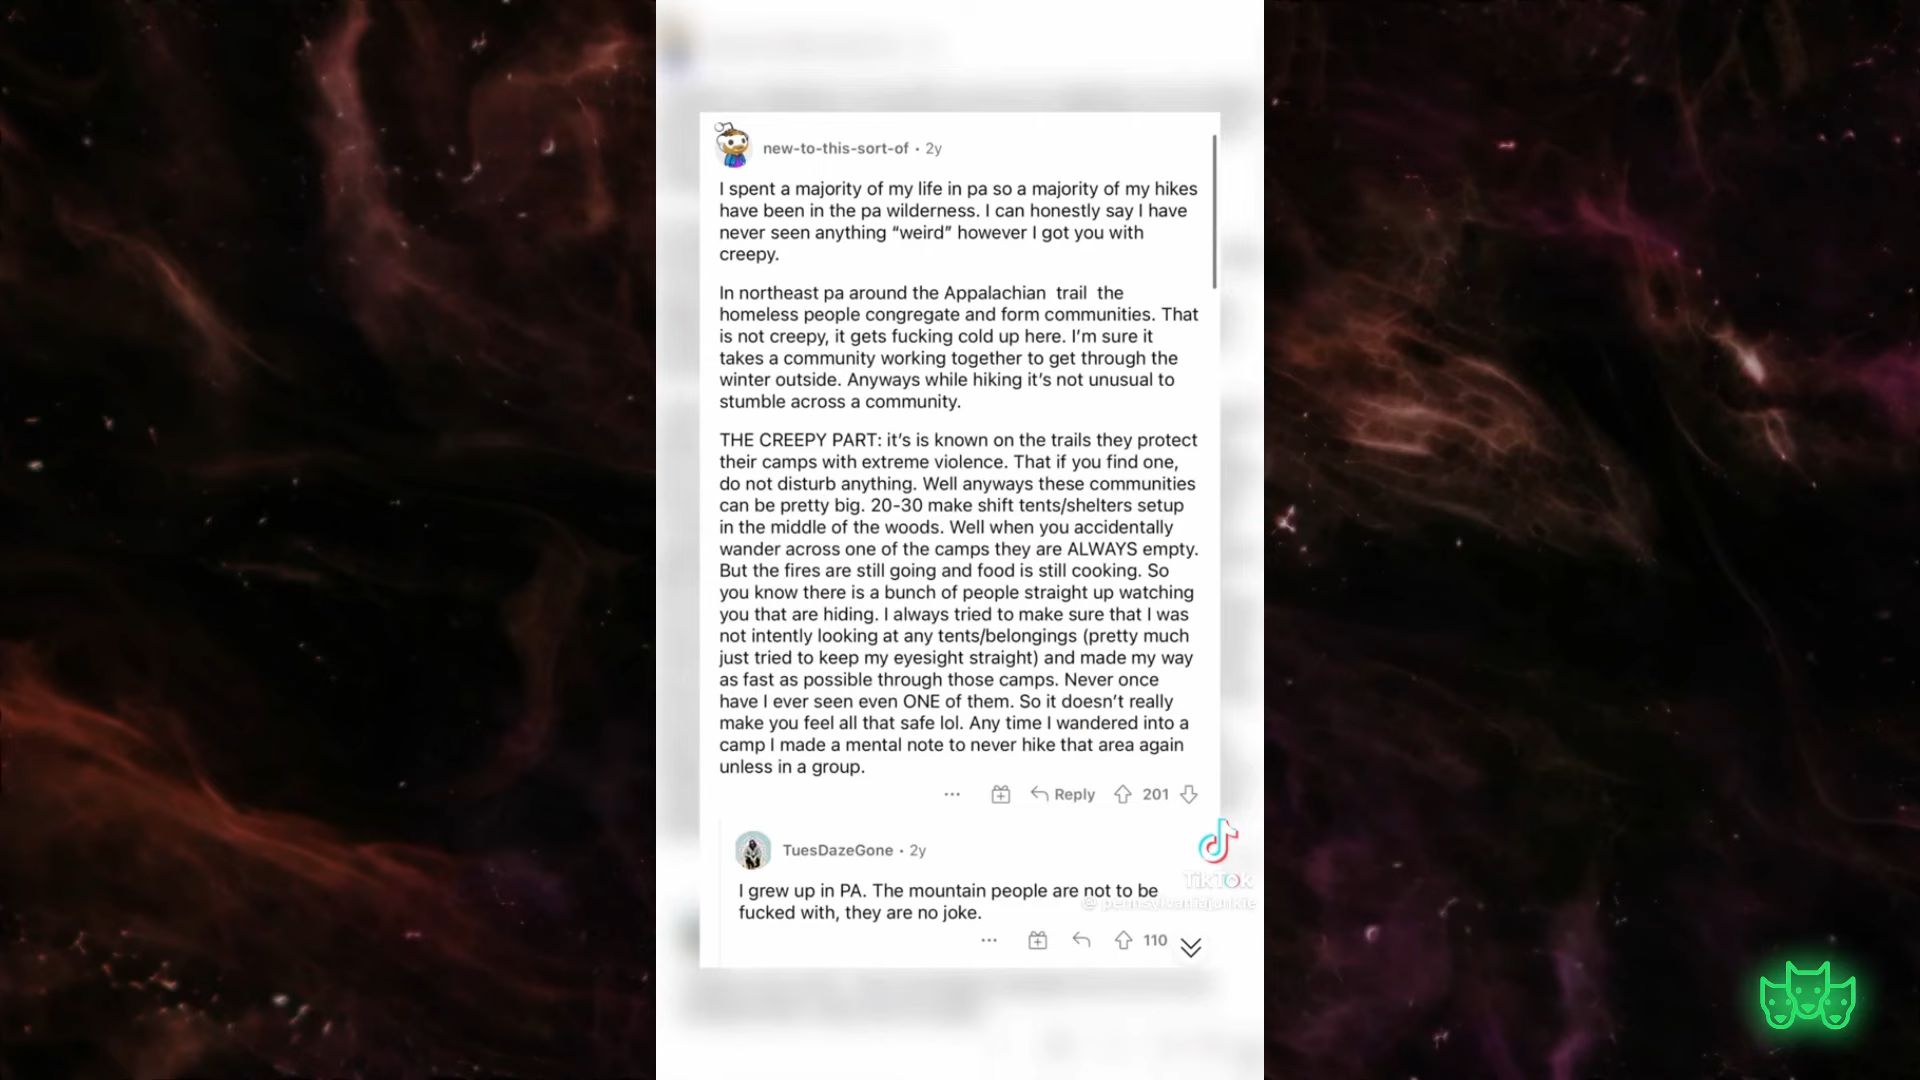 new-to-this-sort-of • 2y
I spent a majority of my life in pa so a majority of my hikes
have been in the pa wilderness. I can honestly say I have
never seen anything “weird” however I got you with
creepy.
In northeast pa around the Appalachian trail the
homeless people congregate and form communities. That
is not creepy, it gets fucking cold up here. I’m sure it
takes a community working together to get through the
winter outside. Anyways while hiking it’s not unusual to
stumble across a community.
THE CREEPY PART: it’s is known on the trails they protect
their camps with extreme violence. That if you find one,
do not disturb anything. Well anyways these communities
can be pretty big. 20-30 make shift tents/shelters setup
in the middle of the woods. Well when you accidentally
wander across one of the camps they are ALWAYS empty.
But the fires are still going and food is still cooking. So
you know there is a bunch of people straight up watching
you that are hiding. I always tried to make sure that I was
not intently looking at any tents/belongings (pretty much
just tried to keep my eyesight straight) and made my way
as fast as possible through those camps. Never once
have I ever seen even ONE of them. So it doesn’t really
make you feel all that safe lol. Any time I wandered into a
camp I made a mental note to never hike that area again
unless in a group.
Reply 201
TikTok
TuesDazeGone • 2y
@ pennsylvaniajunkie
I grew up in PA. The mountain people are not to be
fucked with, they are no joke.
110